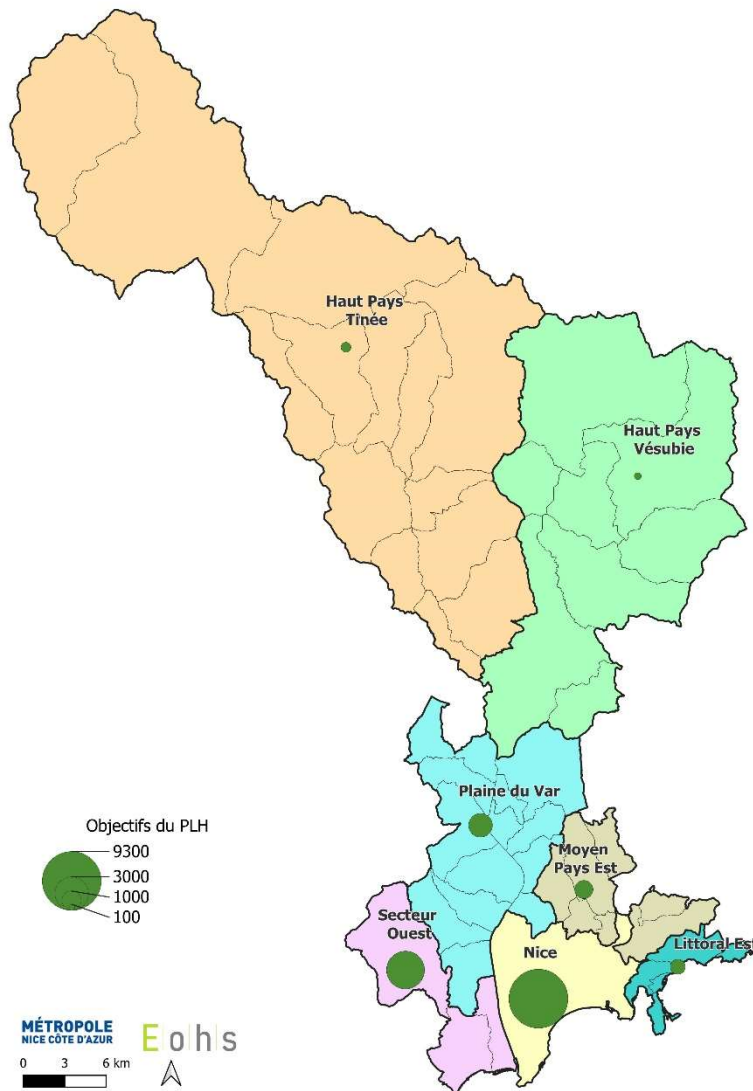 Haut Pays
Tinée
Haut Pays
Vésubie
Plaine du Var
Objectifs du PLH
9300
3000
1000
100
Moyen
Pays Est
Secteur
Ouest
Nice
Littoral Est
MÉTROPOLE
NICE CÔTE D'AZUR
Eohs
0 3 6 km